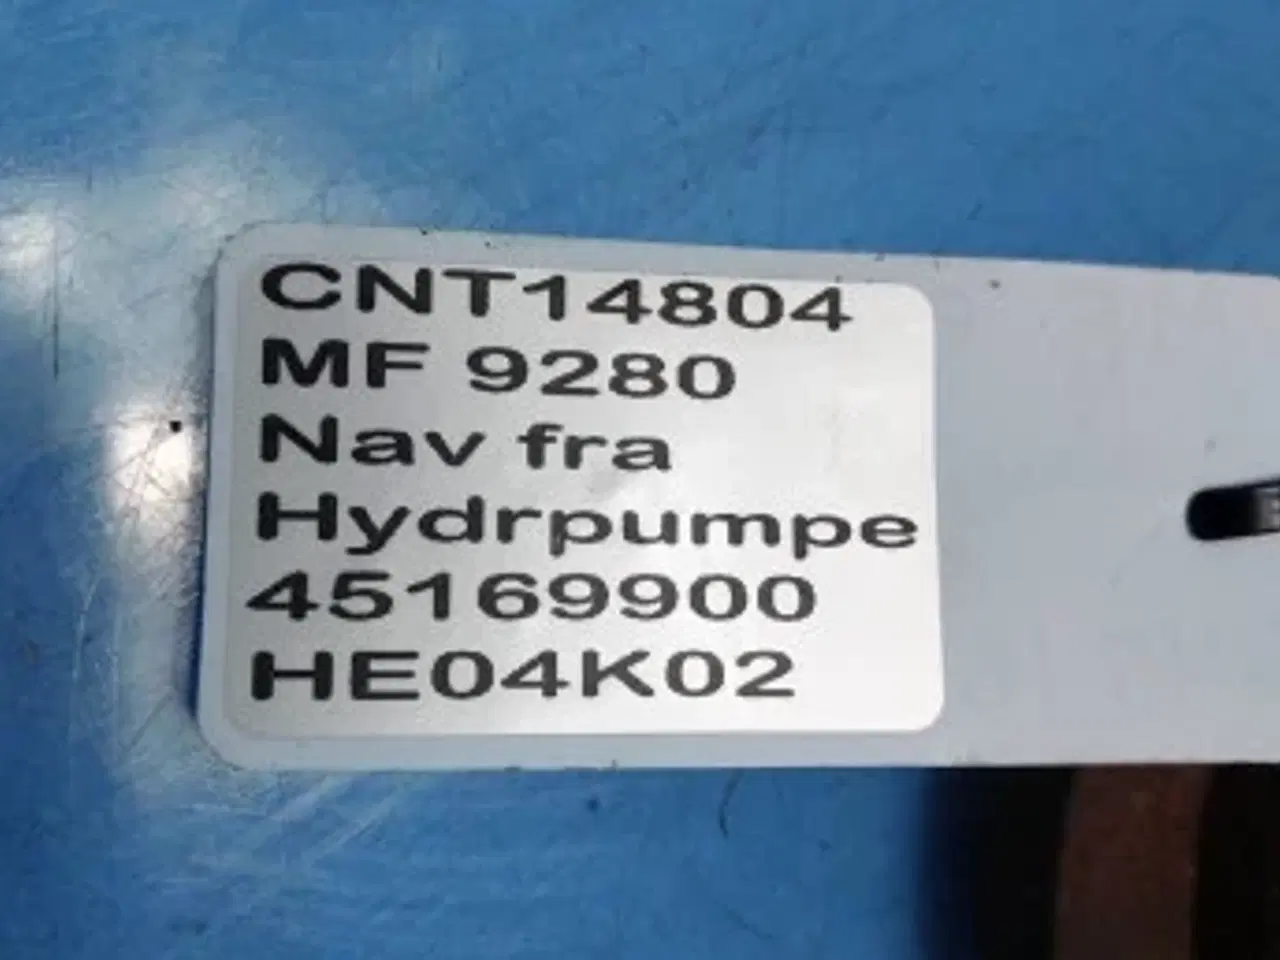 CNT14804
MF 9280
Nav fra
Hydrpumpe
45169900
HE04K02